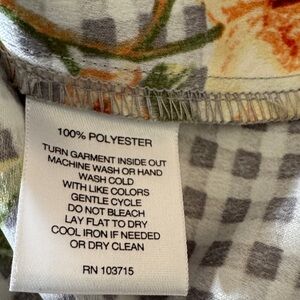 100% POLYESTER
TURN GARMENT INSIDE OUT
MACHINE WASH OR HAND
WASH COLD
WITH LIKE COLORS
GENTLE CYCLE
DO NOT BLEACH
LAY FLAT TO DRY
COOL IRON IF NEEDED
OR DRY CLEAN
RN 103715